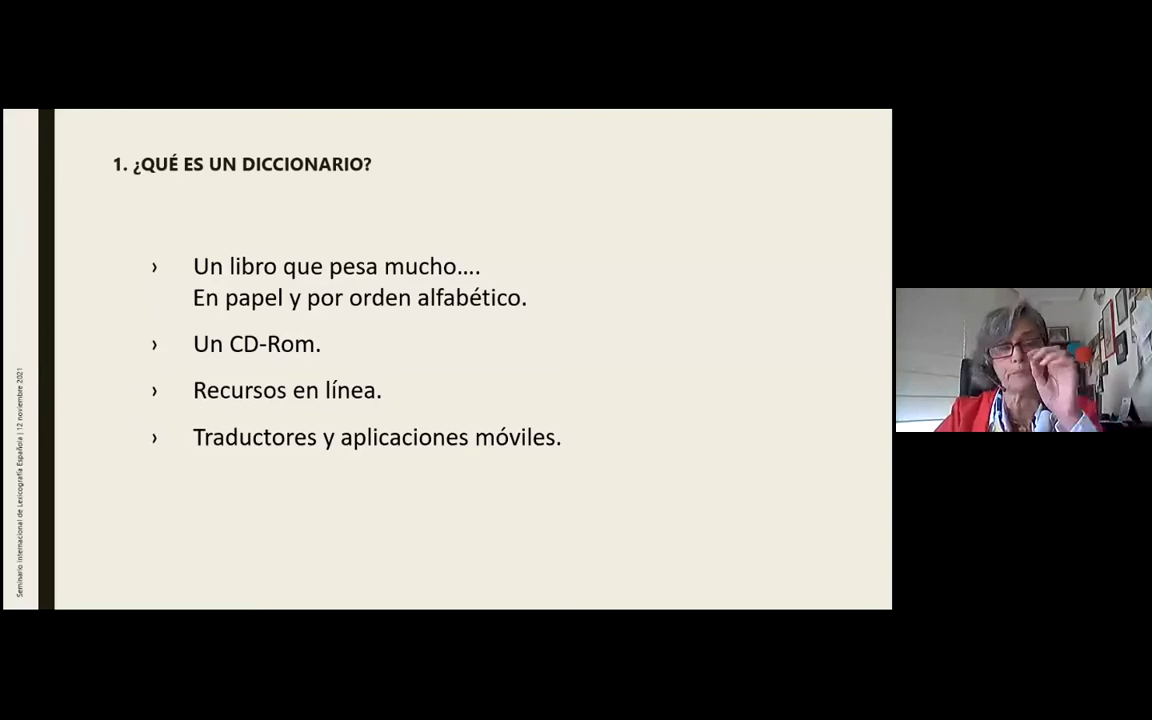 1. ¿QUÉ ES UN DICCIONARIO?
› Un libro que pesa mucho....
En papel y por orden alfabético.
› Un CD-Rom.
› Recursos en línea.
› Traductores y aplicaciones móviles.
Seminario Internacional de Lexicografía Española | 12 noviembre 2021